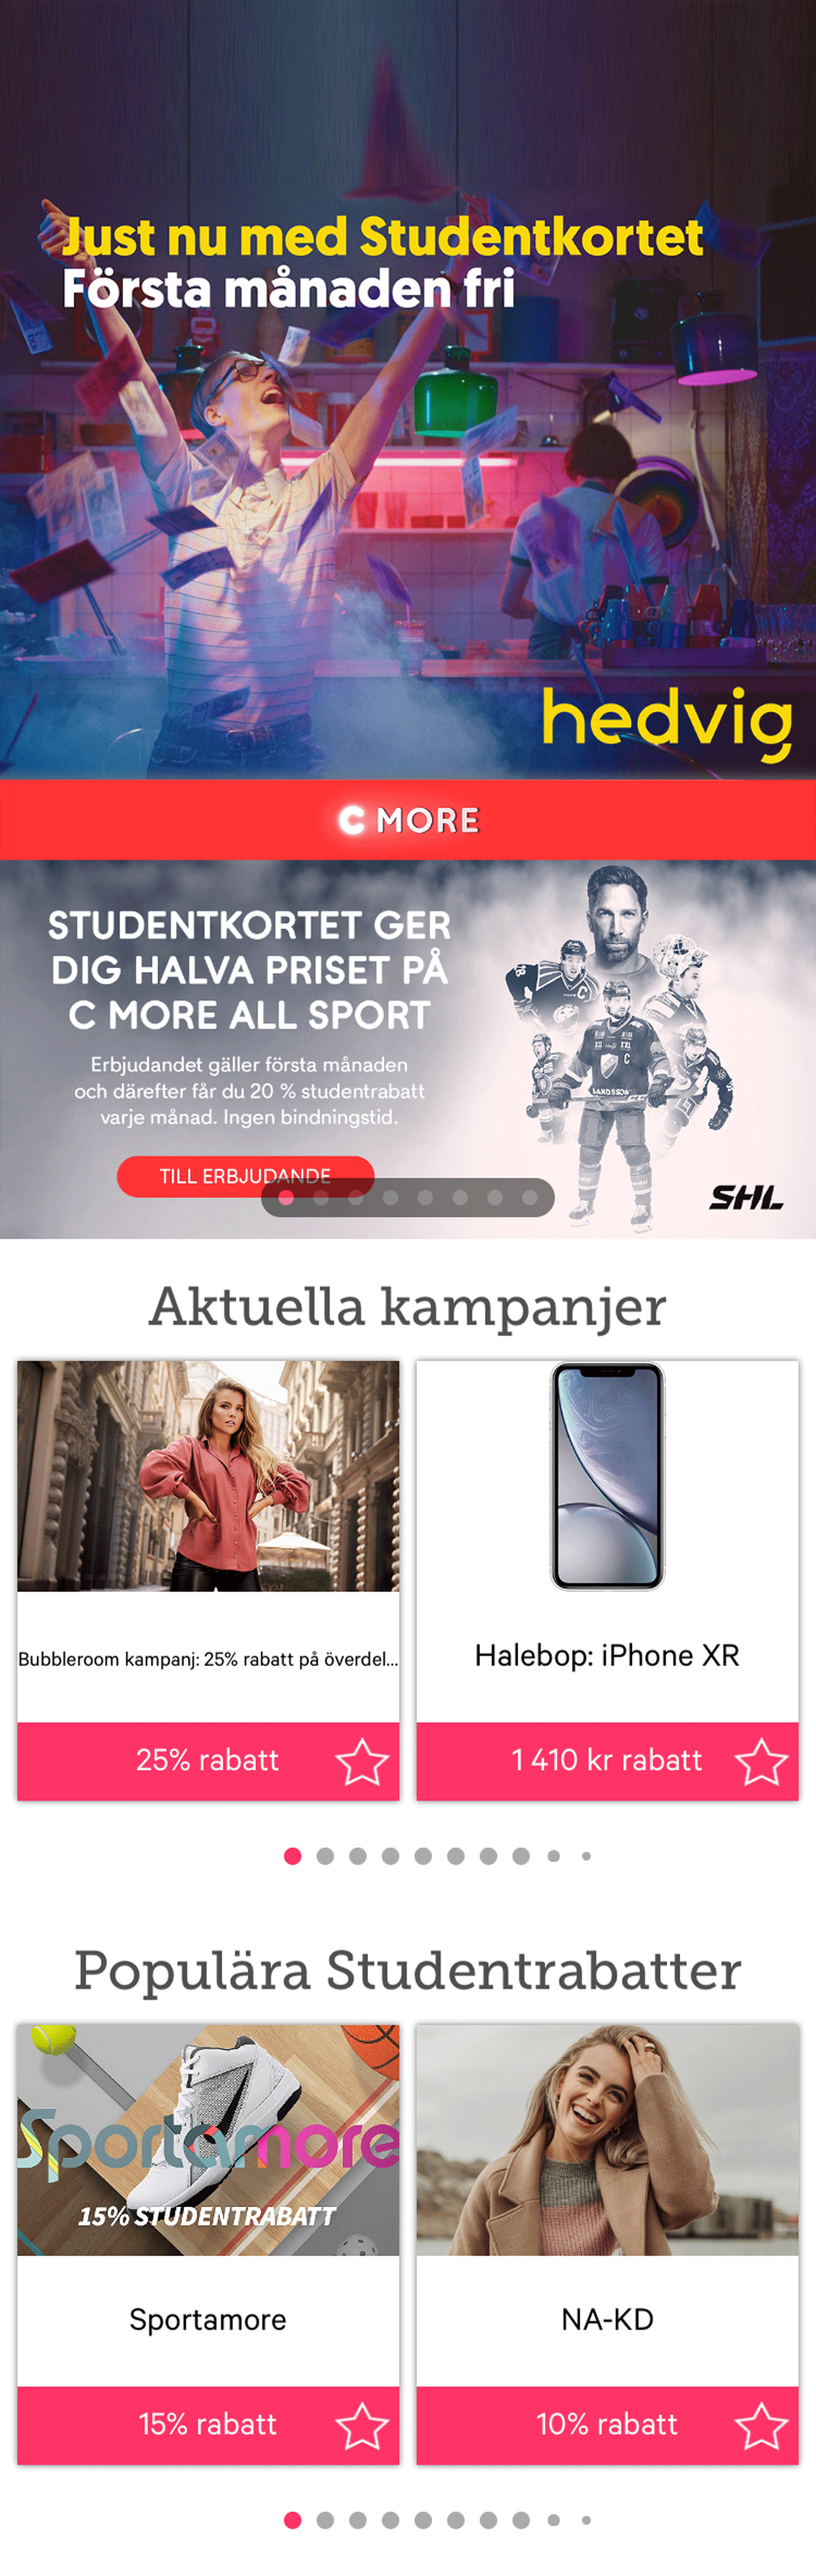 Just nu med Studentkortet
Första månaden fri
hedvig
C MORE
STUDENTKORTET GER
DIG HALVA PRISET PÅ
C MORE ALL SPORT
Erbjudandet gäller första månaden
och därefter får du 20 % studentrabatt
varje månad. Ingen bindningstid.
TILL ERBJUDANDE
SHL
Aktuella kampanjer
Bubbleroom kampanj: 25% rabatt på överdel...
Halebop: iPhone XR
25% rabatt
1 410 kr rabatt
Populära Studentrabatter
Sportamore
15% STUDENTRABATT
Sportamore
NA-KD
15% rabatt
10% rabatt